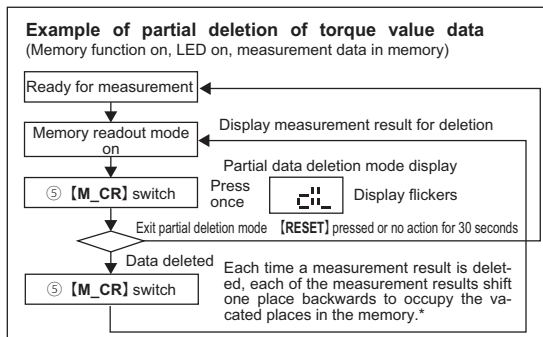 Example of partial deletion of torque value data
(Memory function on, LED on, measurement data in memory)
Ready for measurement
Memory readout mode
on
Display measurement result for deletion
Partial data deletion mode display
⑤【M_CR】switch
Press
once
dL
Display flickers
Exit partial deletion mode 【RESET】pressed or no action for 30 seconds
Data deleted
⑤【M_CR】switch
Each time a measurement result is delet-
ed, each of the measurement results shift
one place backwards to occupy the va-
cated places in the memory.*